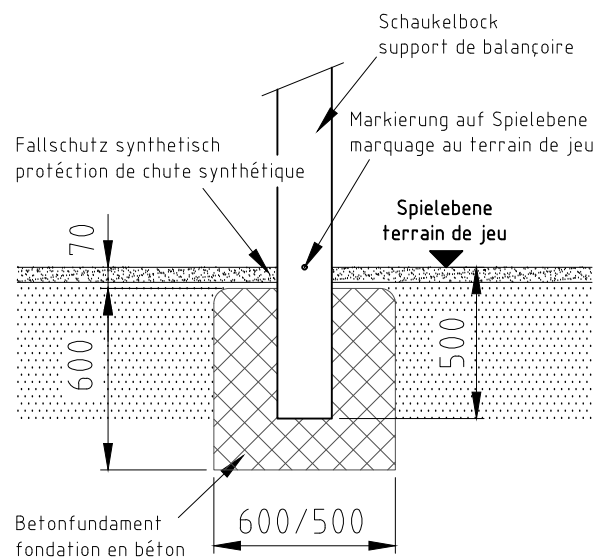 Schaukelbock
support de balançoire
Markierung auf Spielebene
marquage au terrain de jeu
Fallschutz synthetisch
protéction de chute synthétique
Spielebene
terrain de jeu
70
600
500
600/500
Betonfundament
fondation en béton